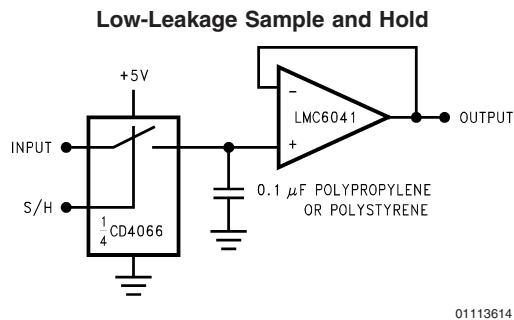 Low-Leakage Sample and Hold
+5V
−
LMC6041
OUTPUT
INPUT
+
0.1 μF POLYPROPYLENE
OR POLYSTYRENE
S/H
1/4 CD4066
01113614